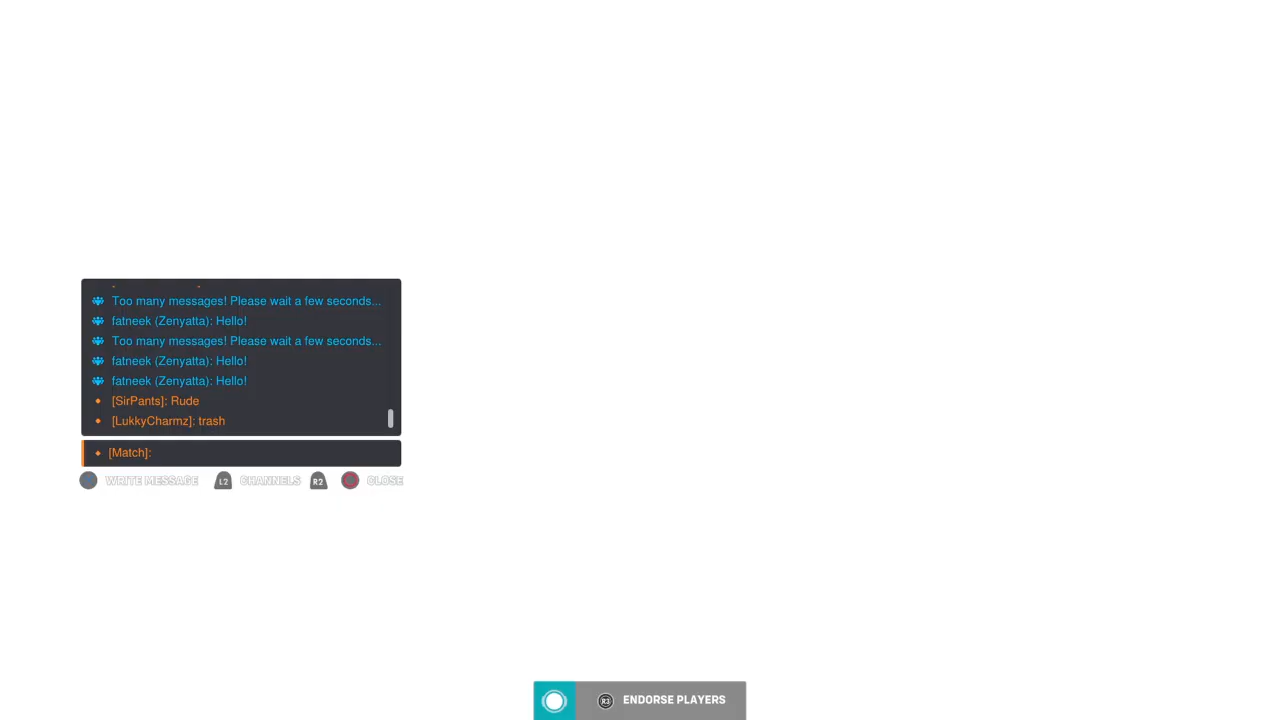 Too many messages! Please wait a few seconds...
fatneek (Zenyatta): Hello!
Too many messages! Please wait a few seconds...
fatneek (Zenyatta): Hello!
fatneek (Zenyatta): Hello!
[SirPants]: Rude
[LukkyCharmz]: trash
[Match]:
WRITE MESSAGE L2 CHANNELS R2 CLOSE
R3 ENDORSE PLAYERS